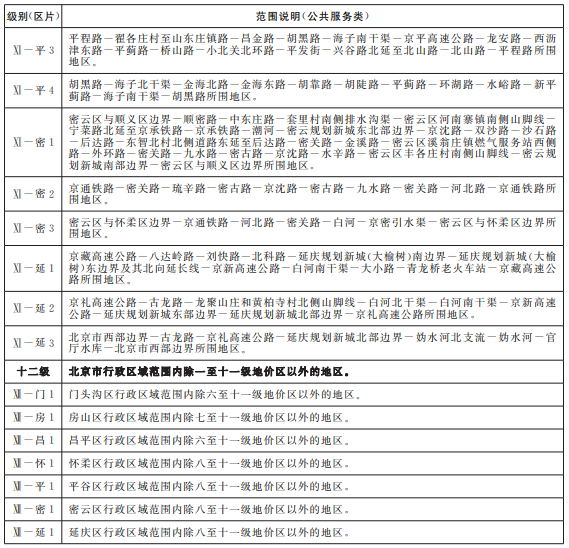 级别(区片) 范围说明(公共服务类)
Ⅺ－平3 平程路－翟各庄村至山东庄镇路－昌金路－胡黑路－海子南干渠－京平高速公路－龙安路－西沥
津东路－平蓟路－桥山路－小北关北环路－平发街－兴谷路北延至北山路－北山路－平程路所围
地区。
Ⅺ－平4 胡黑路－海子北干渠－金海北路－金海东路－胡靠路－胡陡路－平蓟路－环湖路－水峪路－新平
蓟路－海子南干渠－胡黑路所围地区。
Ⅺ－密1 密云区与顺义区边界－顺密路－中东庄路－套里村南侧排水沟渠－密云区河南寨镇南侧山脚线－
宁菜路北延至京承铁路－京承铁路－潮河－密云规划新城东北部边界－京沈路－双沙路－沙石路
－后达路－东智北村北侧道路东延至后达路－密关路－金溪路－密云区溪翁庄镇燃气服务站西侧
路－外环路－密关路－九水路－密古路－京沈路－水辛路－密云区丰各庄村南侧山脚线－密云规
划新城南部边界－密云区与顺义区边界所围地区。
Ⅺ－密2 京通铁路－密关路－琉辛路－密古路－京沈路－密古路－九水路－密关路－河北路－京通铁路所
围地区。
Ⅺ－密3 密云区与怀柔区边界－京通铁路－河北路－密关路－白河－京密引水渠－密云区与怀柔区边界所
围地区。
Ⅺ－延1 京藏高速公路－八达岭路－刘快路－北科路－延庆规划新城(大榆树)南边界－延庆规划新城(大榆
树)东边界及其北向延长线－京新高速公路－白河南干渠－大小路－青龙桥老火车站－京藏高速公
路所围地区。
Ⅺ－延2 京礼高速公路－古龙路－龙聚山庄和黄柏寺村北侧山脚线－白河北干渠－白河南干渠－京新高速
公路－延庆规划新城东部边界－延庆规划新城北部边界－京礼高速公路所围地区。
Ⅺ－延3 北京市西部边界－古龙路－京礼高速公路－延庆规划新城北部边界－妫水河北支流－妫水河－官
厅水库－北京市西部边界所围地区。
十二级 北京市行政区域范围内除一至十一级地价区以外的地区。
Ⅻ－门1 门头沟区行政区域范围内除六至十一级地价区以外的地区。
Ⅻ－房1 房山区行政区域范围内除七至十一级地价区以外的地区。
Ⅻ－昌1 昌平区行政区域范围内除六至十一级地价区以外的地区。
Ⅻ－怀1 怀柔区行政区域范围内除八至十一级地价区以外的地区。
Ⅻ－平1 平谷区行政区域范围内除八至十一级地价区以外的地区。
Ⅻ－密1 密云区行政区域范围内除八至十一级地价区以外的地区。
Ⅻ－延1 延庆区行政区域范围内除八至十一级地价区以外的地区。